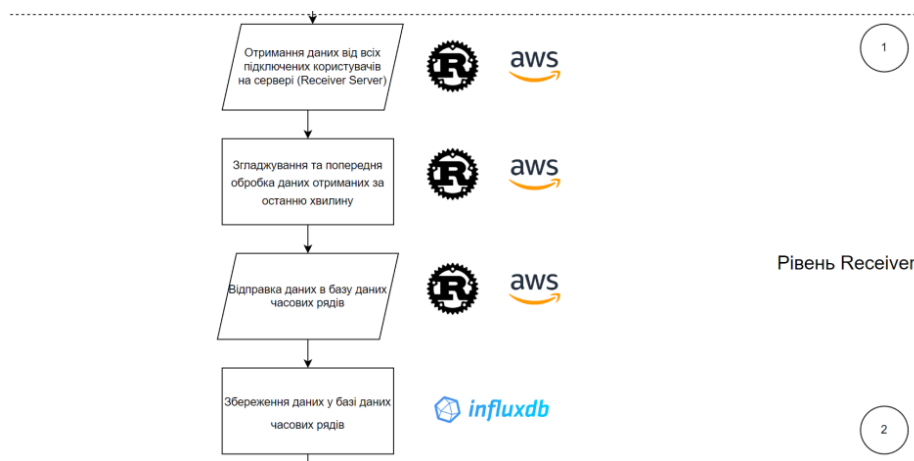 Отримання даних від всіх
підключених користувачів
на сервері (Receiver Server)
R
aws
1
Згладжування та попередня
обробка даних отриманих за
останню хвилину
R
aws
Рівень Receiver
Відправка даних в базу даних
часових рядів
R
aws
Збереження даних у базі даних
часових рядів
influxdb
2